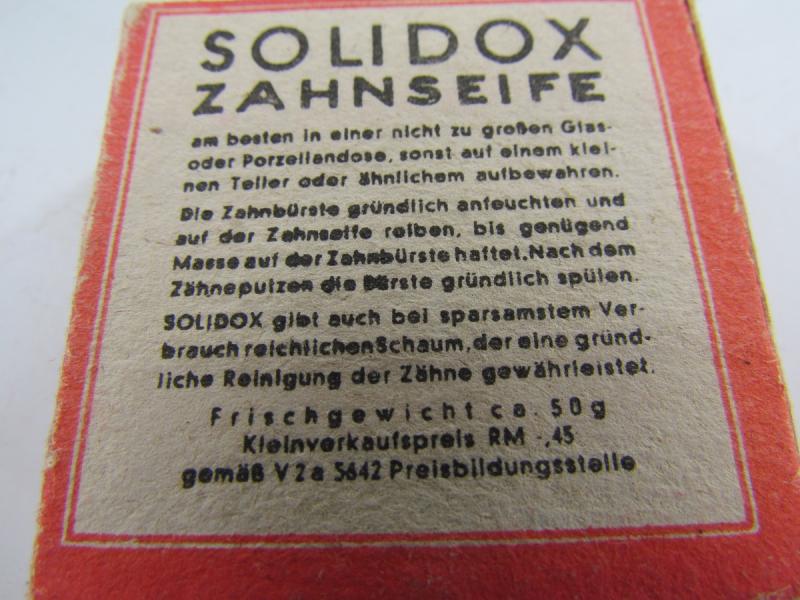 SOLIDOX
ZAHNSEIFE
am besten in einer nicht zu großen Glas-
oder Porzellandose, sonst auf einem klei-
nen Teller oder ähnlichem aufbewahren.
Die Zahnbürste gründlich anfeuchten und
auf der Zahnseife reiben, bis genügend
Masse auf der Zahnbürste haftet. Nach dem
Zähneputzen die Bürste gründlich spülen.
SOLIDOX gibt auch bei sparsamstem Ver-
brauch reichlichen Schaum, der eine gründ-
liche Reinigung der Zähne gewährleistet.
Frischgewicht ca. 50 g
Kleinverkaufspreis RM -,45
gemäß V 2 a 5642 Preisbildungsstelle